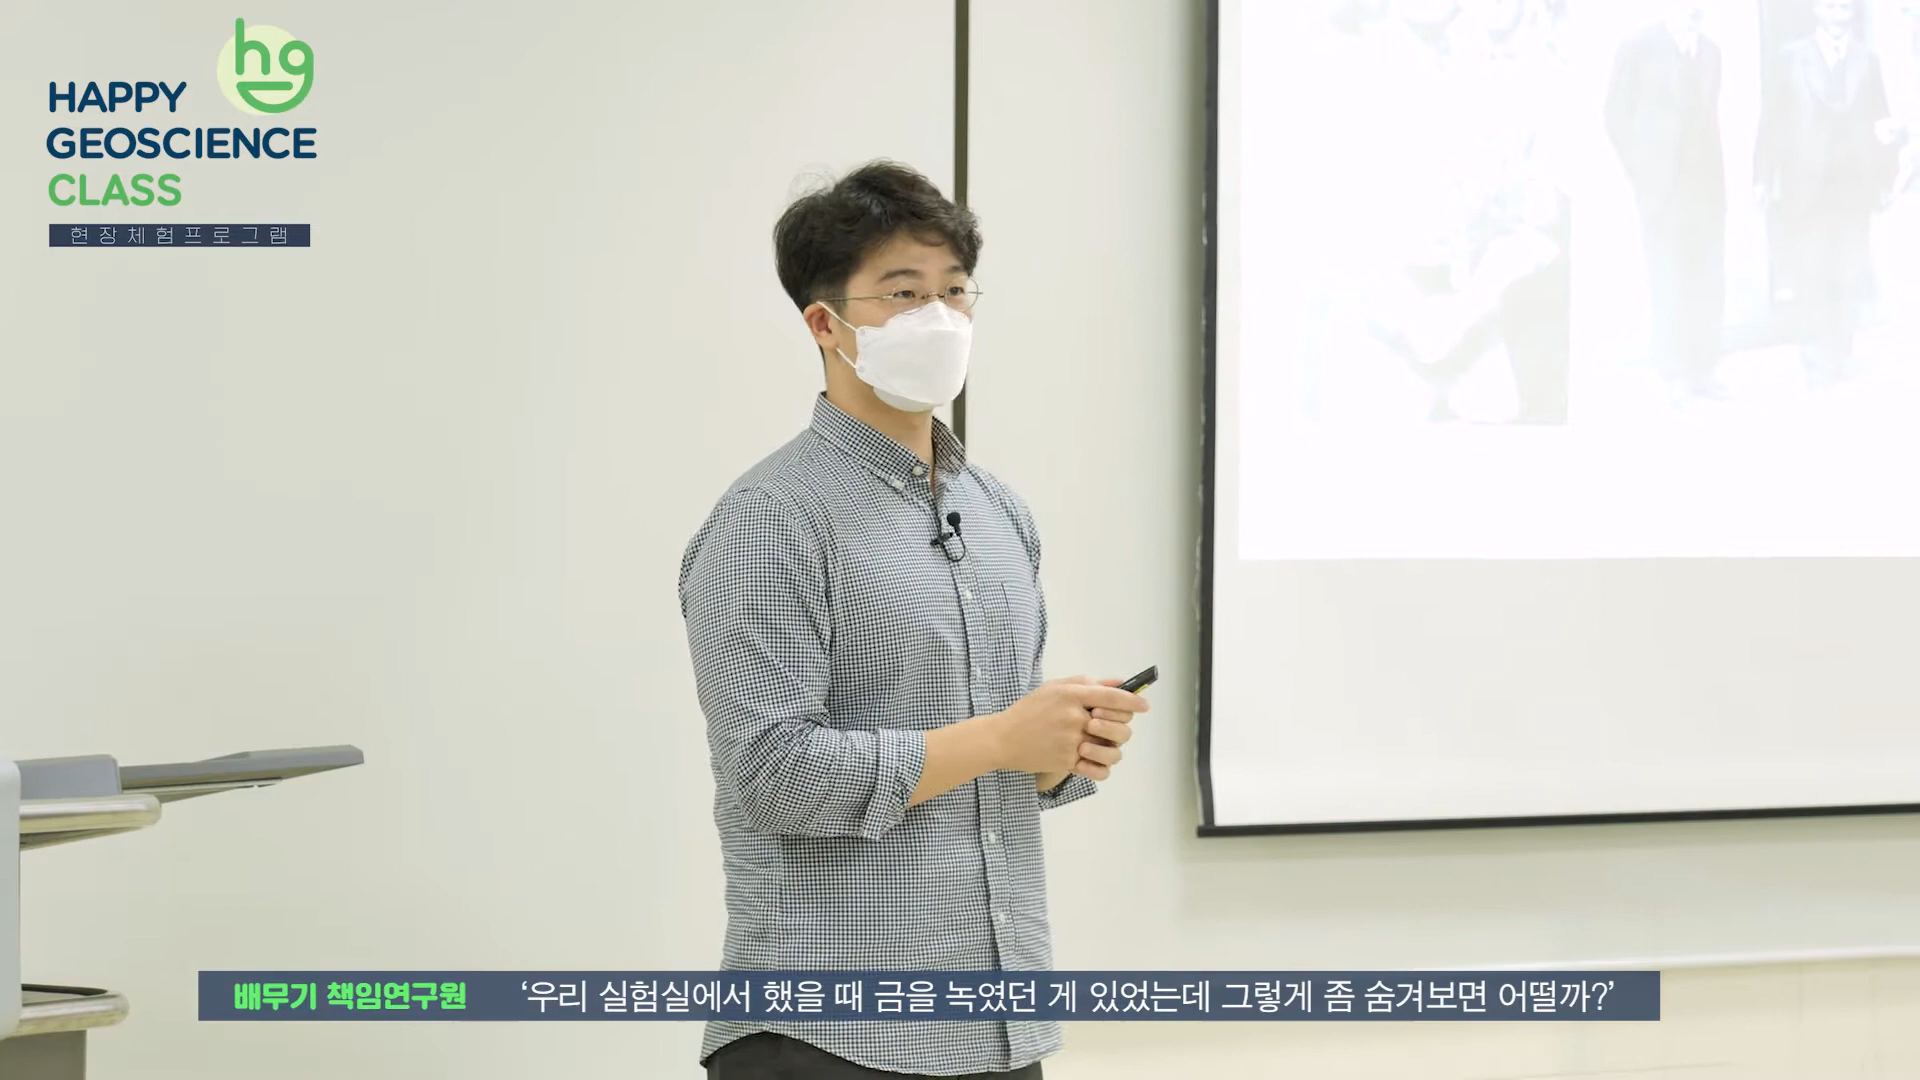 hg
HAPPY
GEOSCIENCE
CLASS
현장체험프로그램
배무기 책임연구원 ‘우리 실험실에서 했을 때 금을 녹였던 게 있었는데 그렇게 좀 숨겨보면 어떨까?’